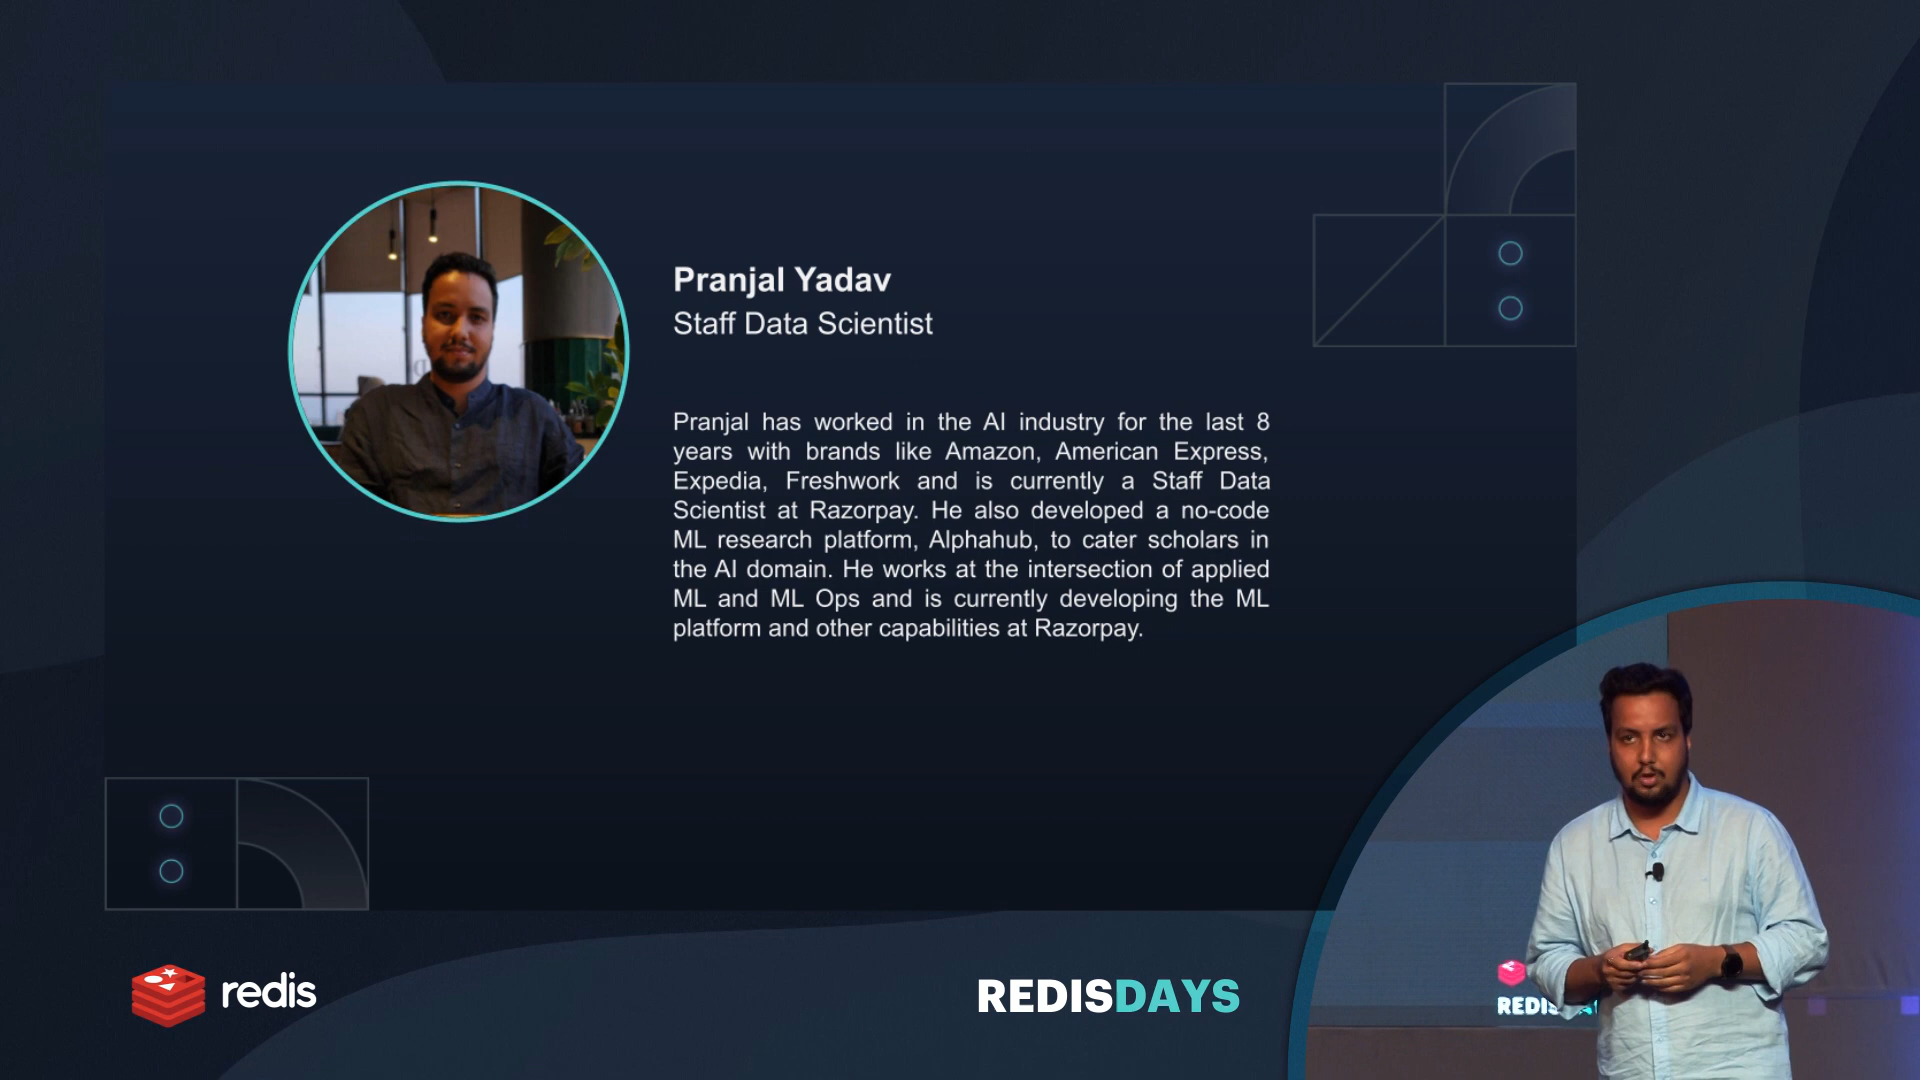 Pranjal Yadav
Staff Data Scientist
Pranjal has worked in the AI industry for the last 8
years with brands like Amazon, American Express,
Expedia, Freshwork and is currently a Staff Data
Scientist at Razorpay. He also developed a no-code
ML research platform, Alphahub, to cater scholars in
the AI domain. He works at the intersection of applied
ML and ML Ops and is currently developing the ML
platform and other capabilities at Razorpay.
redis
REDISDAYS